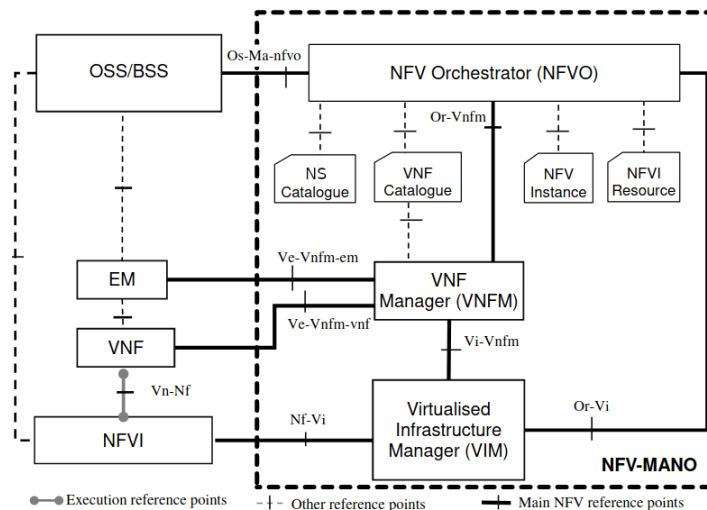 Os-Ma-nfvo
OSS/BSS
NFV Orchestrator (NFVO)
Or-Vnfm
NS
Catalogue
VNF
Catalogue
NFV
Instance
NFVI
Resource
Ve-Vnfm-em
EM
VNF
Manager (VNFM)
Ve-Vnfm-vnf
VNF
Vi-Vnfm
Vn-Nf
Virtualised
Infrastructure
Manager (VIM)
Or-Vi
Nf-Vi
NFVI
NFV-MANO
Execution reference points
Other reference points
Main NFV reference points